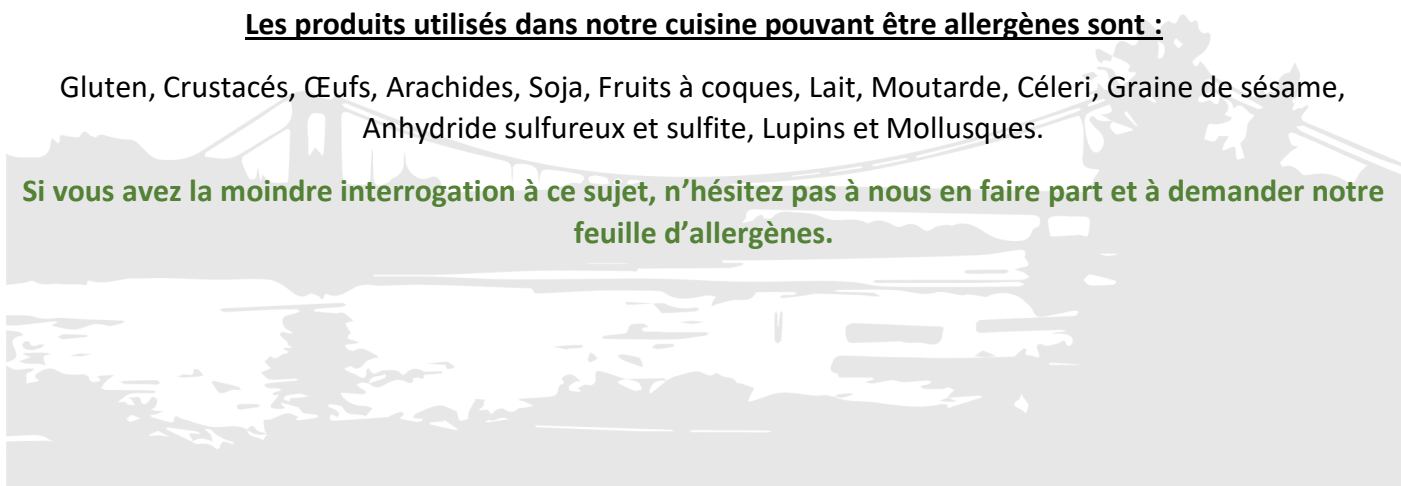 Les produits utilisés dans notre cuisine pouvant être allergènes sont :
Gluten, Crustacés, Œufs, Arachides, Soja, Fruits à coques, Lait, Moutarde, Céleri, Graine de sésame,
Anhydride sulfureux et sulfite, Lupins et Mollusques.
Si vous avez la moindre interrogation à ce sujet, n’hésitez pas à nous en faire part et à demander notre
feuille d’allergènes.